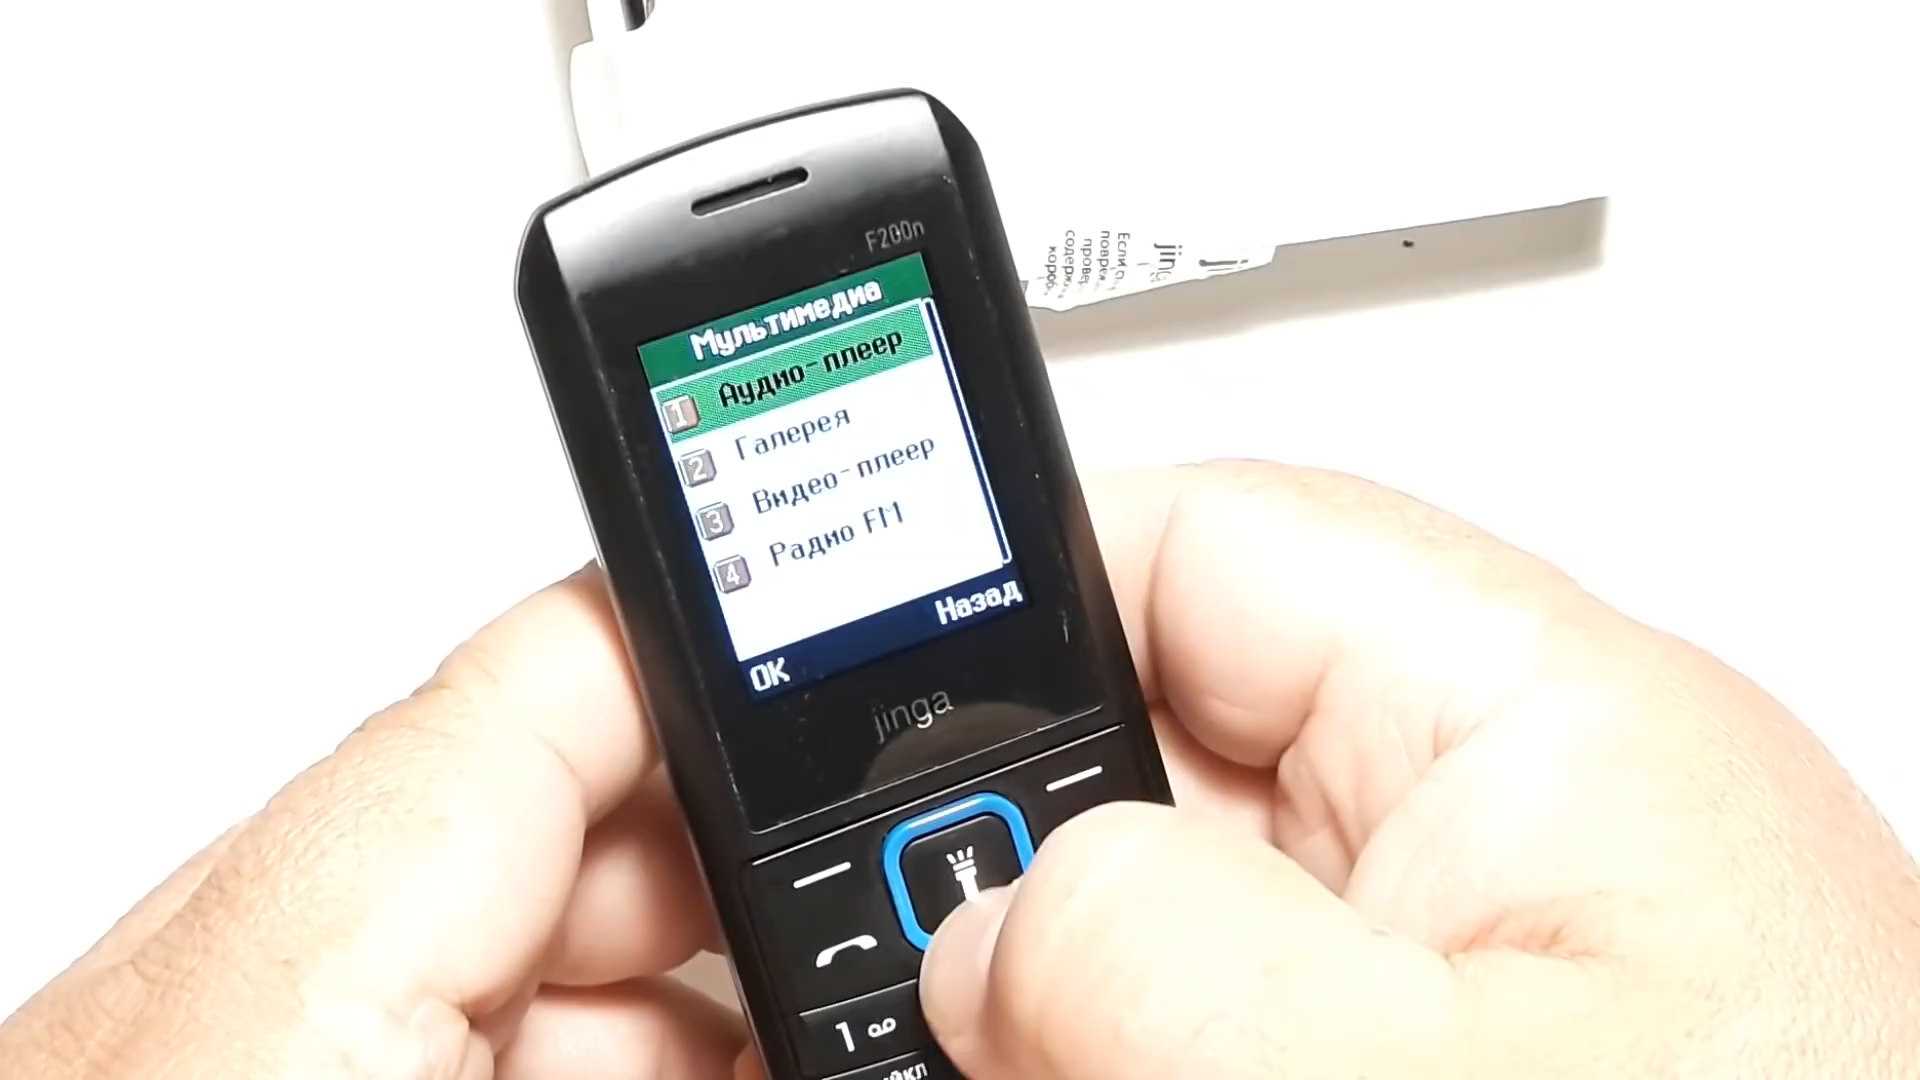 F200n
Мультимедиа
1 Аудио-плеер
2 Галерея
3 Видео-плеер
4 Радио FM
Назад
OK
jinga
1